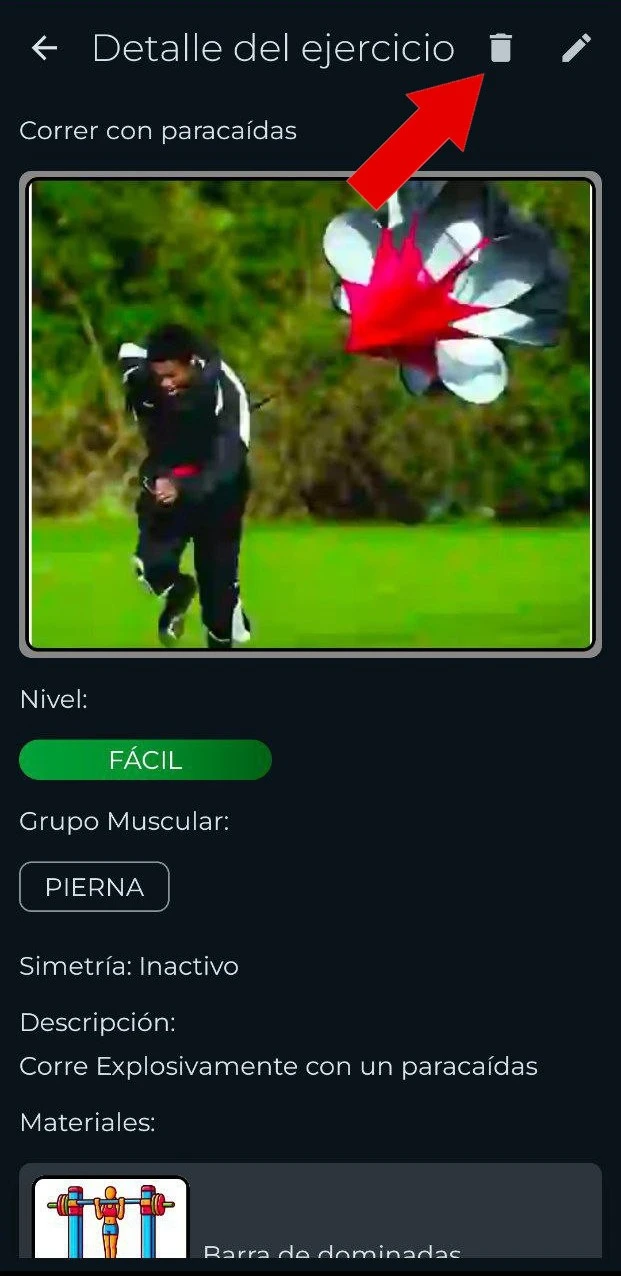 Detalle del ejercicio
Correr con paracaídas
Nivel:
FÁCIL
Grupo Muscular:
PIERNA
Simetría: Inactivo
Descripción:
Corre Explosivamente con un paracaídas
Materiales:
Barra de dominadas